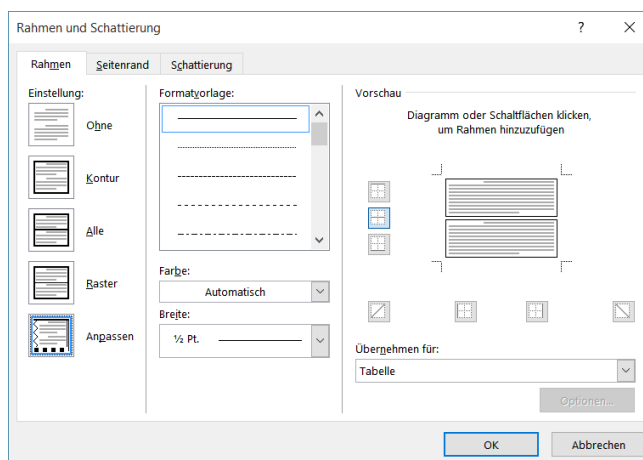 Rahmen und Schattierung
?
Rahmen
Seitenrand
Schattierung
Einstellung:
Ohne
Kontur
Alle
Raster
Anpassen
Formatvorlage:
Farbe:
Automatisch
Breite:
½ Pt.
Vorschau
Diagramm oder Schaltflächen klicken,
um Rahmen hinzuzufügen
Übernehmen für:
Tabelle
Optionen...
OK
Abbrechen